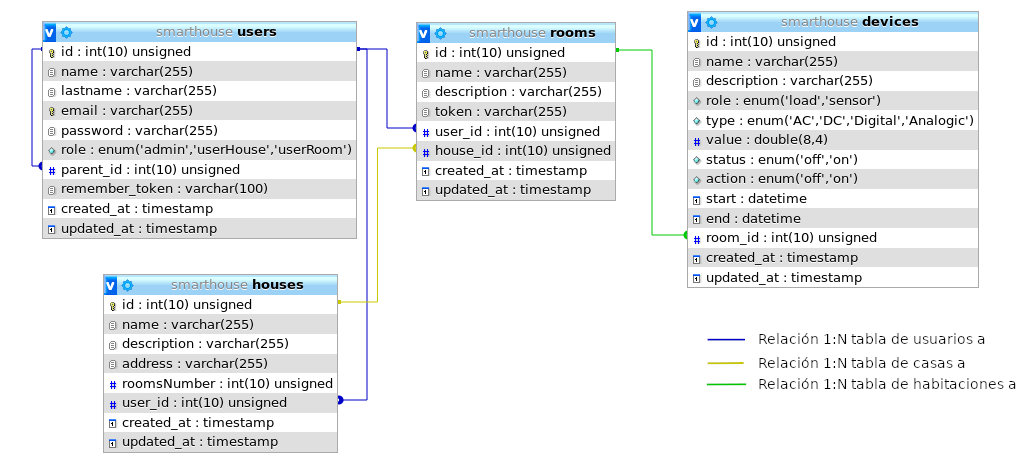 v smarthouse users
id : int(10) unsigned
name : varchar(255)
lastname : varchar(255)
email : varchar(255)
password : varchar(255)
role : enum('admin','userHouse','userRoom')
# parent_id : int(10) unsigned
remember_token : varchar(100)
created_at : timestamp
updated_at : timestamp
v smarthouse rooms
id : int(10) unsigned
name : varchar(255)
description : varchar(255)
token : varchar(255)
# user_id : int(10) unsigned
# house_id : int(10) unsigned
created_at : timestamp
updated_at : timestamp
v smarthouse devices
id : int(10) unsigned
name : varchar(255)
description : varchar(255)
role : enum('load','sensor')
type : enum('AC','DC','Digital','Analogic')
# value : double(8,4)
status : enum('off','on')
action : enum('off','on')
start : datetime
end : datetime
# room_id : int(10) unsigned
created_at : timestamp
updated_at : timestamp
v smarthouse houses
id : int(10) unsigned
name : varchar(255)
description : varchar(255)
address : varchar(255)
# roomsNumber : int(10) unsigned
# user_id : int(10) unsigned
created_at : timestamp
updated_at : timestamp
Relación 1:N tabla de usuarios a
Relación 1:N tabla de casas a
Relación 1:N tabla de habitaciones a